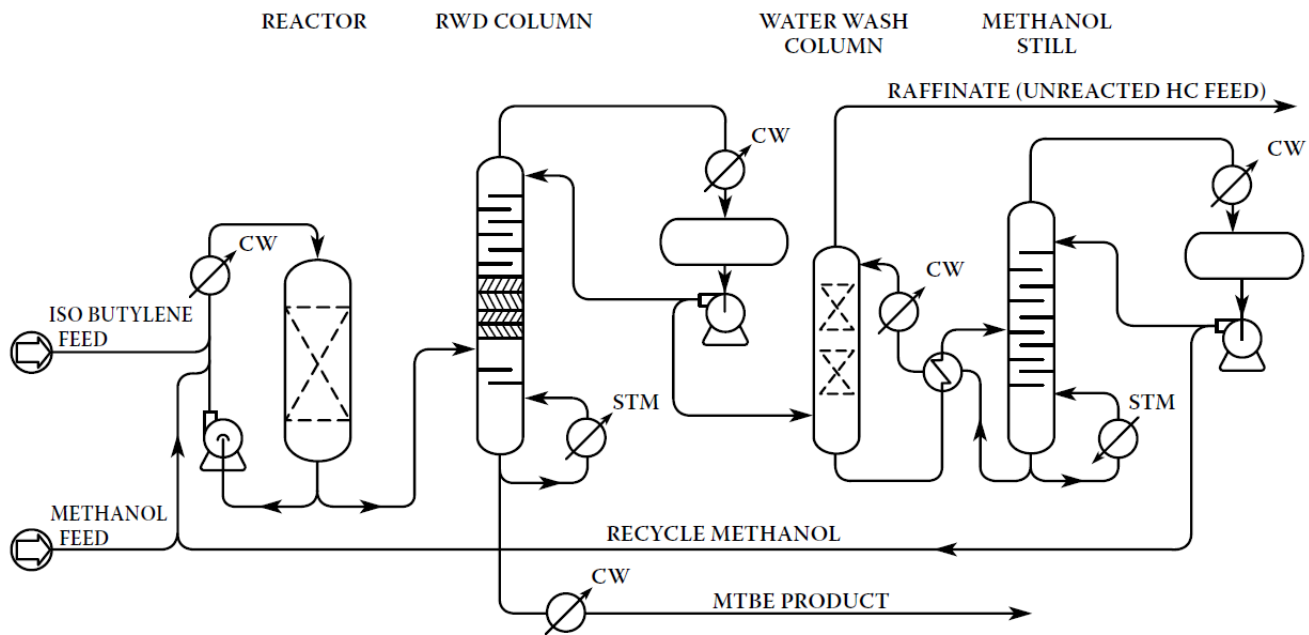 REACTOR
RWD COLUMN
WATER WASH
COLUMN
METHANOL
STILL
RAFFINATE (UNREACTED HC FEED)
CW
CW
CW
CW
ISO BUTYLENE
FEED
STM
STM
METHANOL
FEED
RECYCLE METHANOL
CW
MTBE PRODUCT